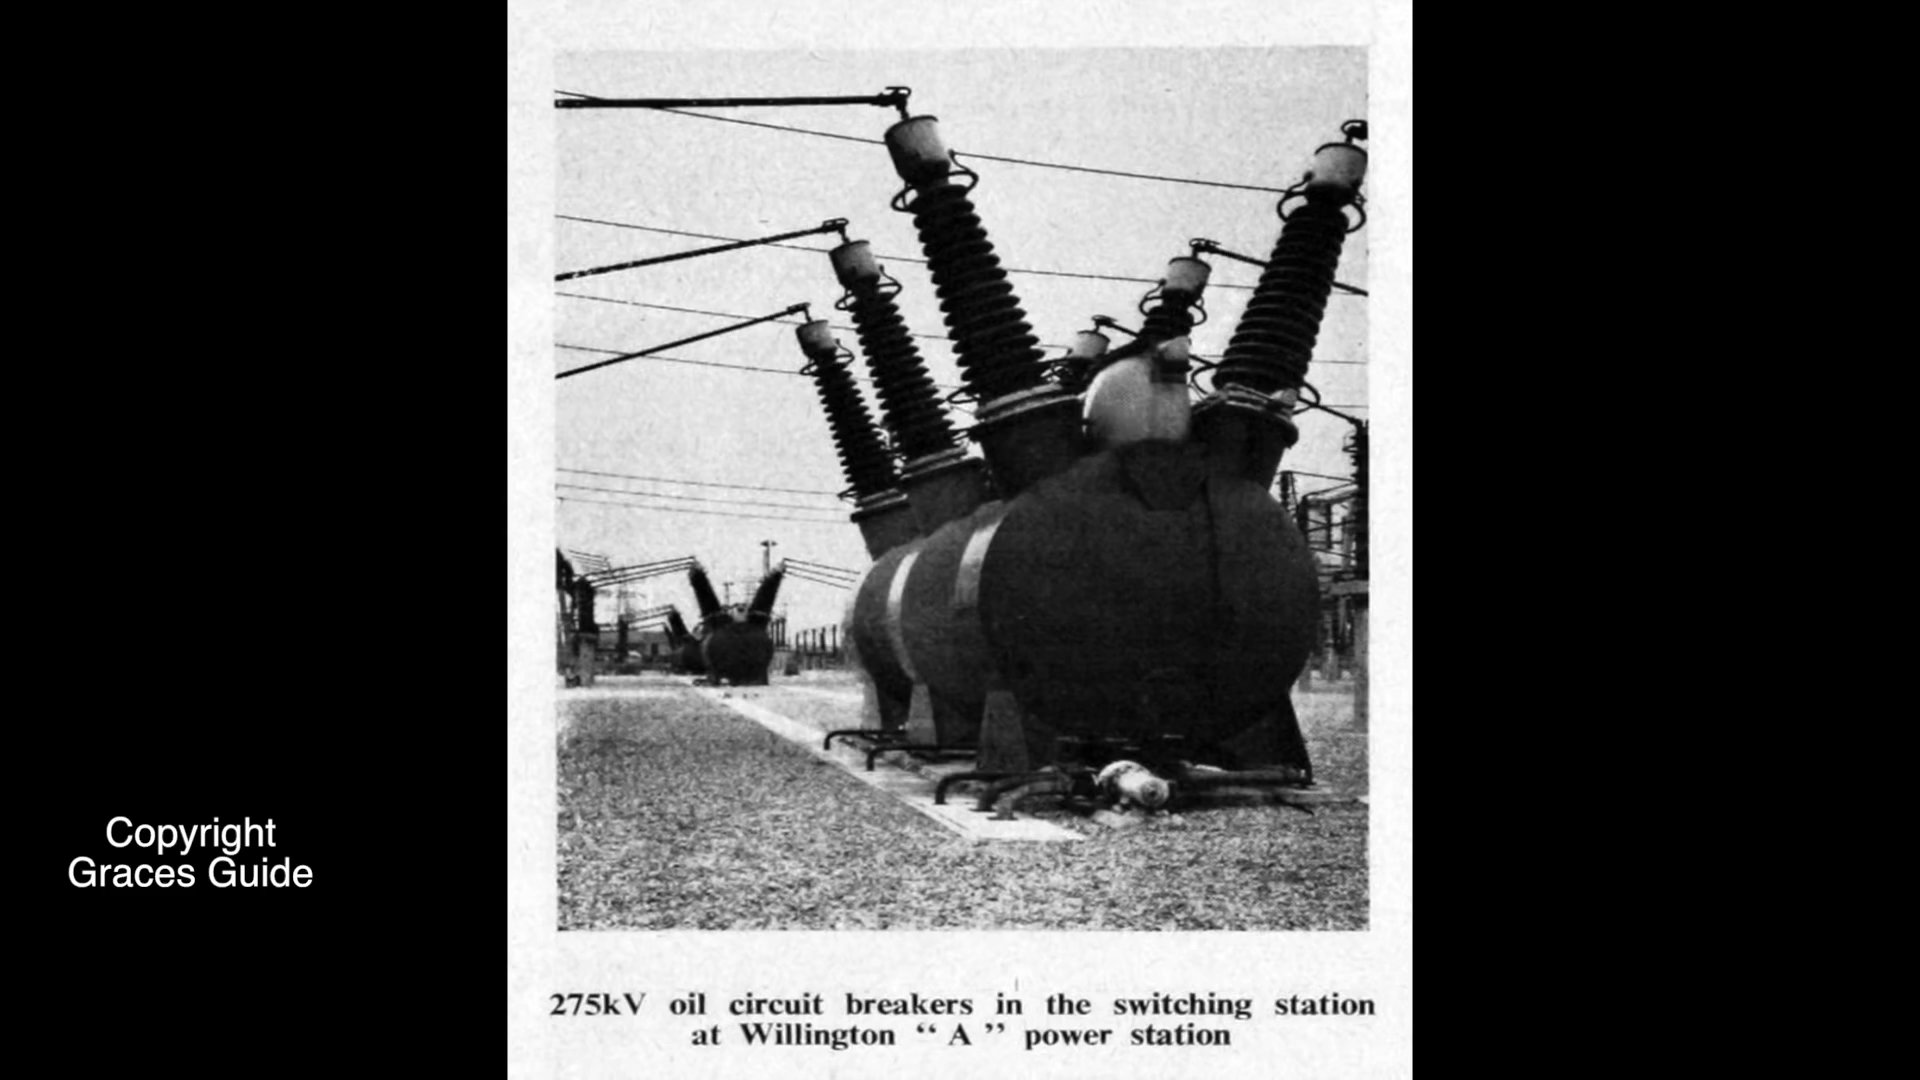 Copyright
Graces Guide
275kV oil circuit breakers in the switching station
at Willington “ A ” power station